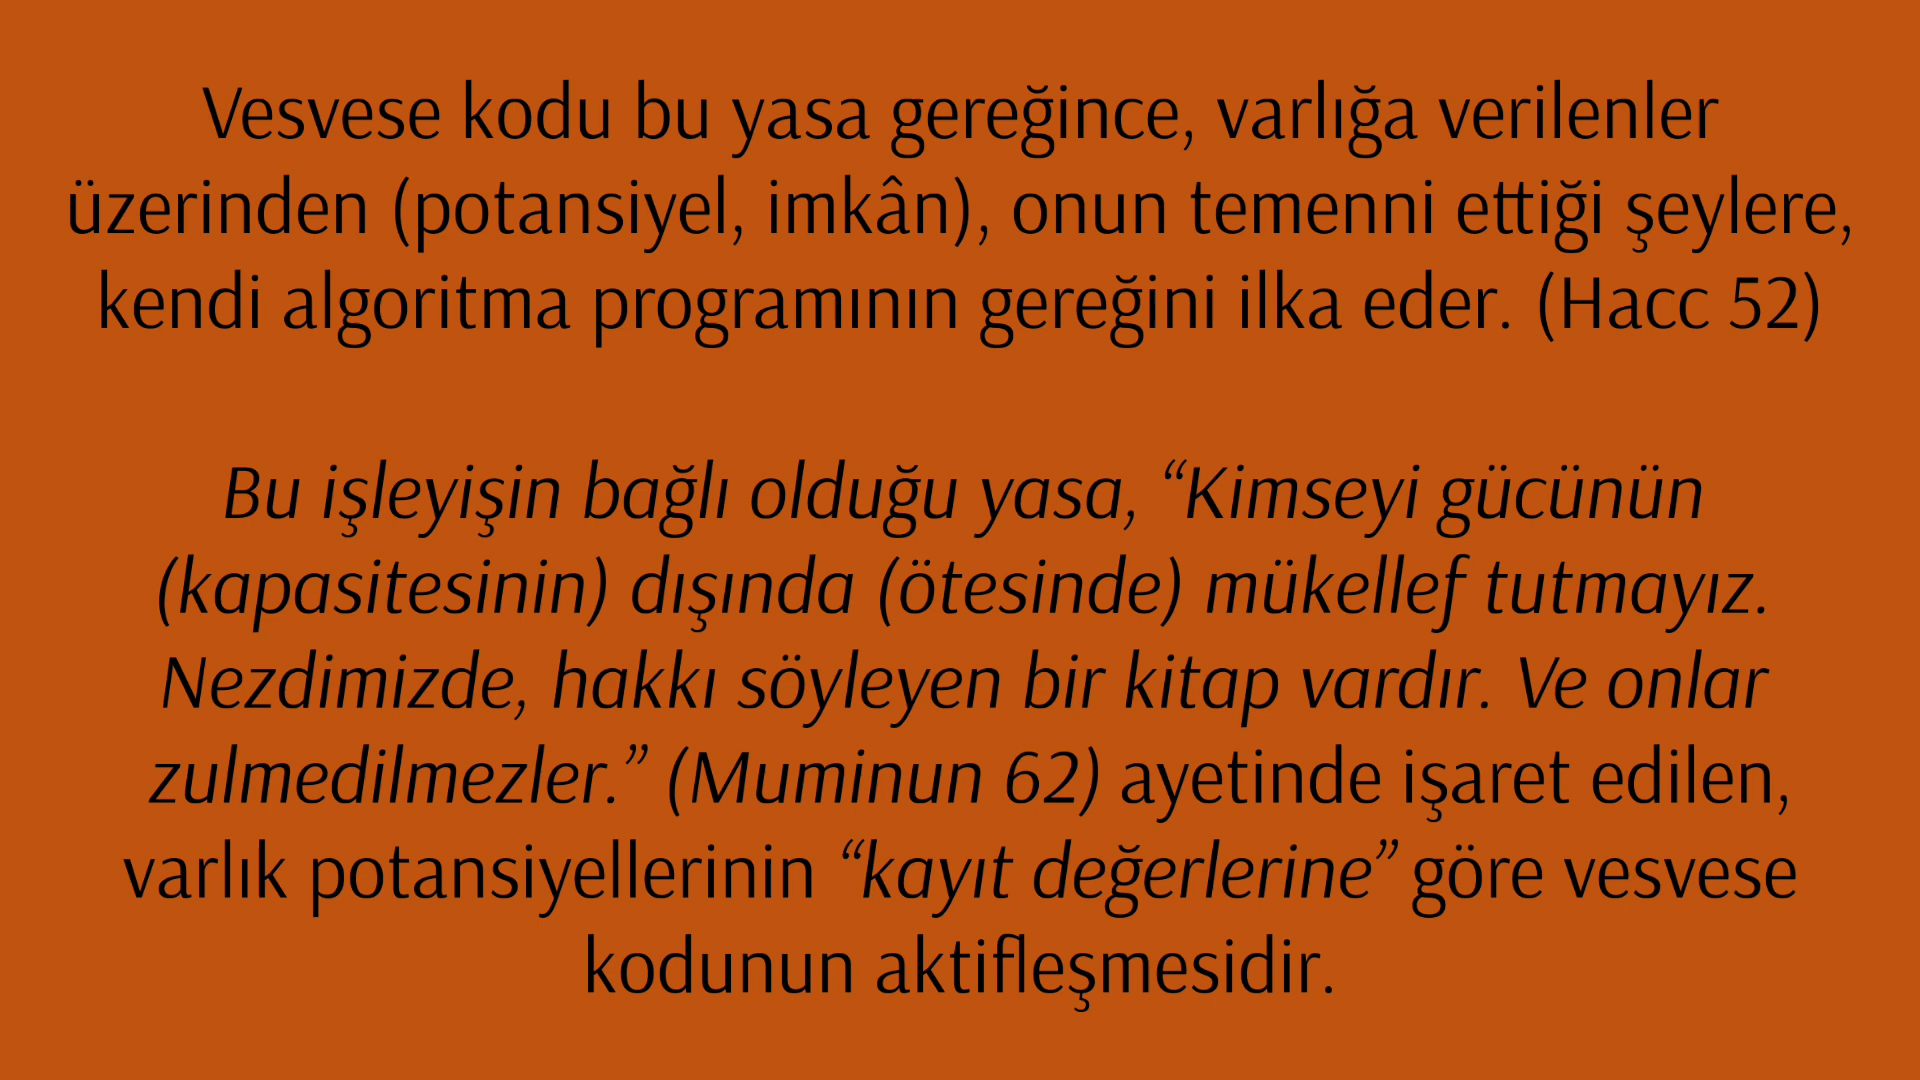 Vesvese kodu bu yasa gereğince, varlığa verilenler
üzerinden (potansiyel, imkân), onun temenni ettiği şeylere,
kendi algoritma programının gereğini ilka eder. (Hacc 52)
Bu işleyişin bağlı olduğu yasa, “Kimseyi gücünün
(kapasitesinin) dışında (ötesinde) mükellef tutmayız.
Nezdimizde, hakkı söyleyen bir kitap vardır. Ve onlar
zulmedilmezler.” (Muminun 62) ayetinde işaret edilen,
varlık potansiyellerinin “kayıt değerlerine” göre vesvese
kodunun aktifleşmesidir.